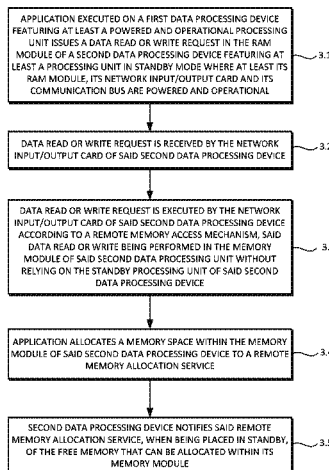 APPLICATION EXECUTED ON A FIRST DATA PROCESSING DEVICE
FEATURING AT LEAST A POWERED AND OPERATIONAL PROCESSING
UNIT ISSUES A DATA READ OR WRITE REQUEST IN THE RAM
MODULE OF A SECOND DATA PROCESSING DEVICE FEATURING AT
LEAST A PROCESSING UNIT IN STANDBY MODE WHERE AT LEAST ITS
RAM MODULE, ITS NETWORK INPUT/OUTPUT CARD AND ITS
COMMUNICATION BUS ARE POWERED AND OPERATIONAL
3.1
DATA READ OR WRITE REQUEST IS RECEIVED BY THE NETWORK
INPUT/OUTPUT CARD OF SAID SECOND DATA PROCESSING DEVICE
3.2
DATA READ OR WRITE REQUEST IS EXECUTED BY THE NETWORK
INPUT/OUTPUT CARD OF SAID SECOND DATA PROCESSING DEVICE
ACCORDING TO A REMOTE MEMORY ACCESS MECHANISM, SAID
DATA READ OR WRITE BEING PERFORMED IN THE MEMORY
MODULE OF SAID SECOND DATA PROCESSING UNIT WITHOUT
RELYING ON THE STANDBY PROCESSING UNIT OF SAID SECOND
DATA PROCESSING DEVICE
APPLICATION ALLOCATES A MEMORY SPACE WITHIN THE MEMORY
MODULE OF SAID SECOND DATA PROCESSING DEVICE TO A REMOTE
MEMORY ALLOCATION SERVICE
3.4
SECOND DATA PROCESSING DEVICE NOTIFIES SAID REMOTE
MEMORY ALLOCATION SERVICE, WHEN BEING PLACED IN STANDBY,
OF THE FREE MEMORY THAT CAN BE ALLOCATED WITHIN ITS
MEMORY MODULE
3.5